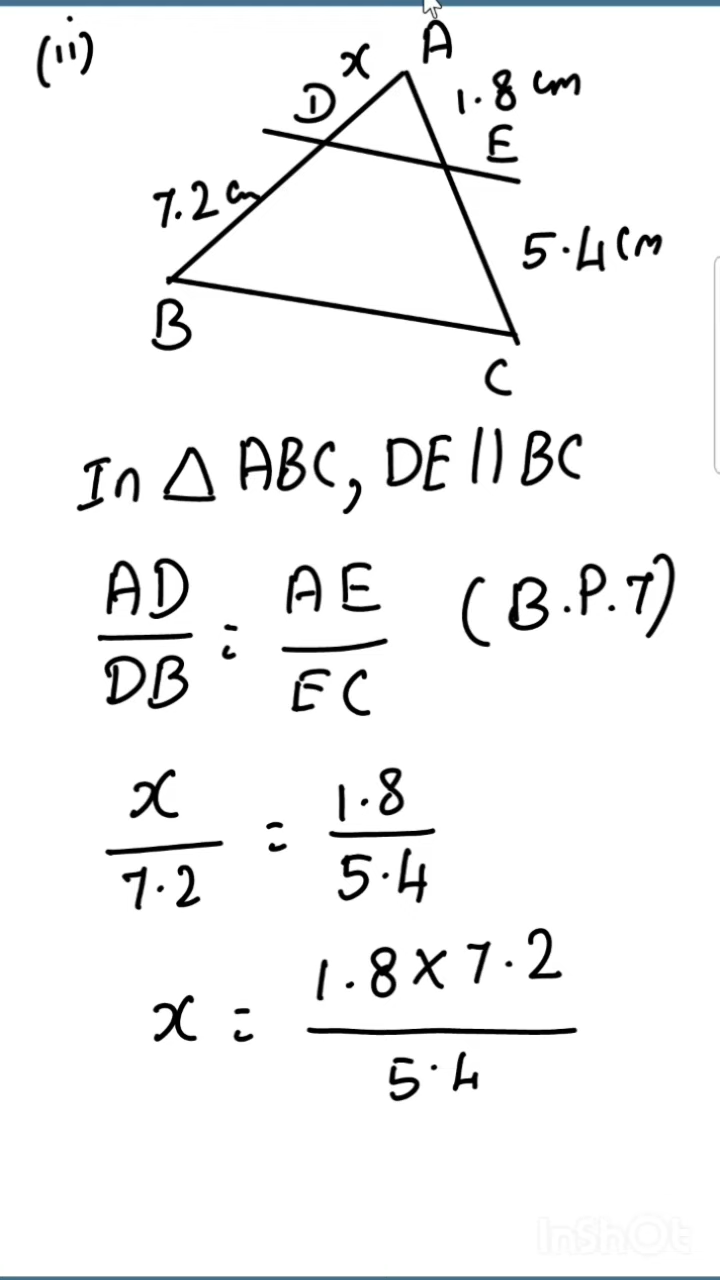 (ii)
x A
D 1.8 cm
E
7.2 cm
5.4 cm
B
C
In △ ABC, DE || BC
AD/DB = AE/EC (B.P.T)
x/7.2 = 1.8/5.4
x = 1.8 × 7.2/5.4
InShOt